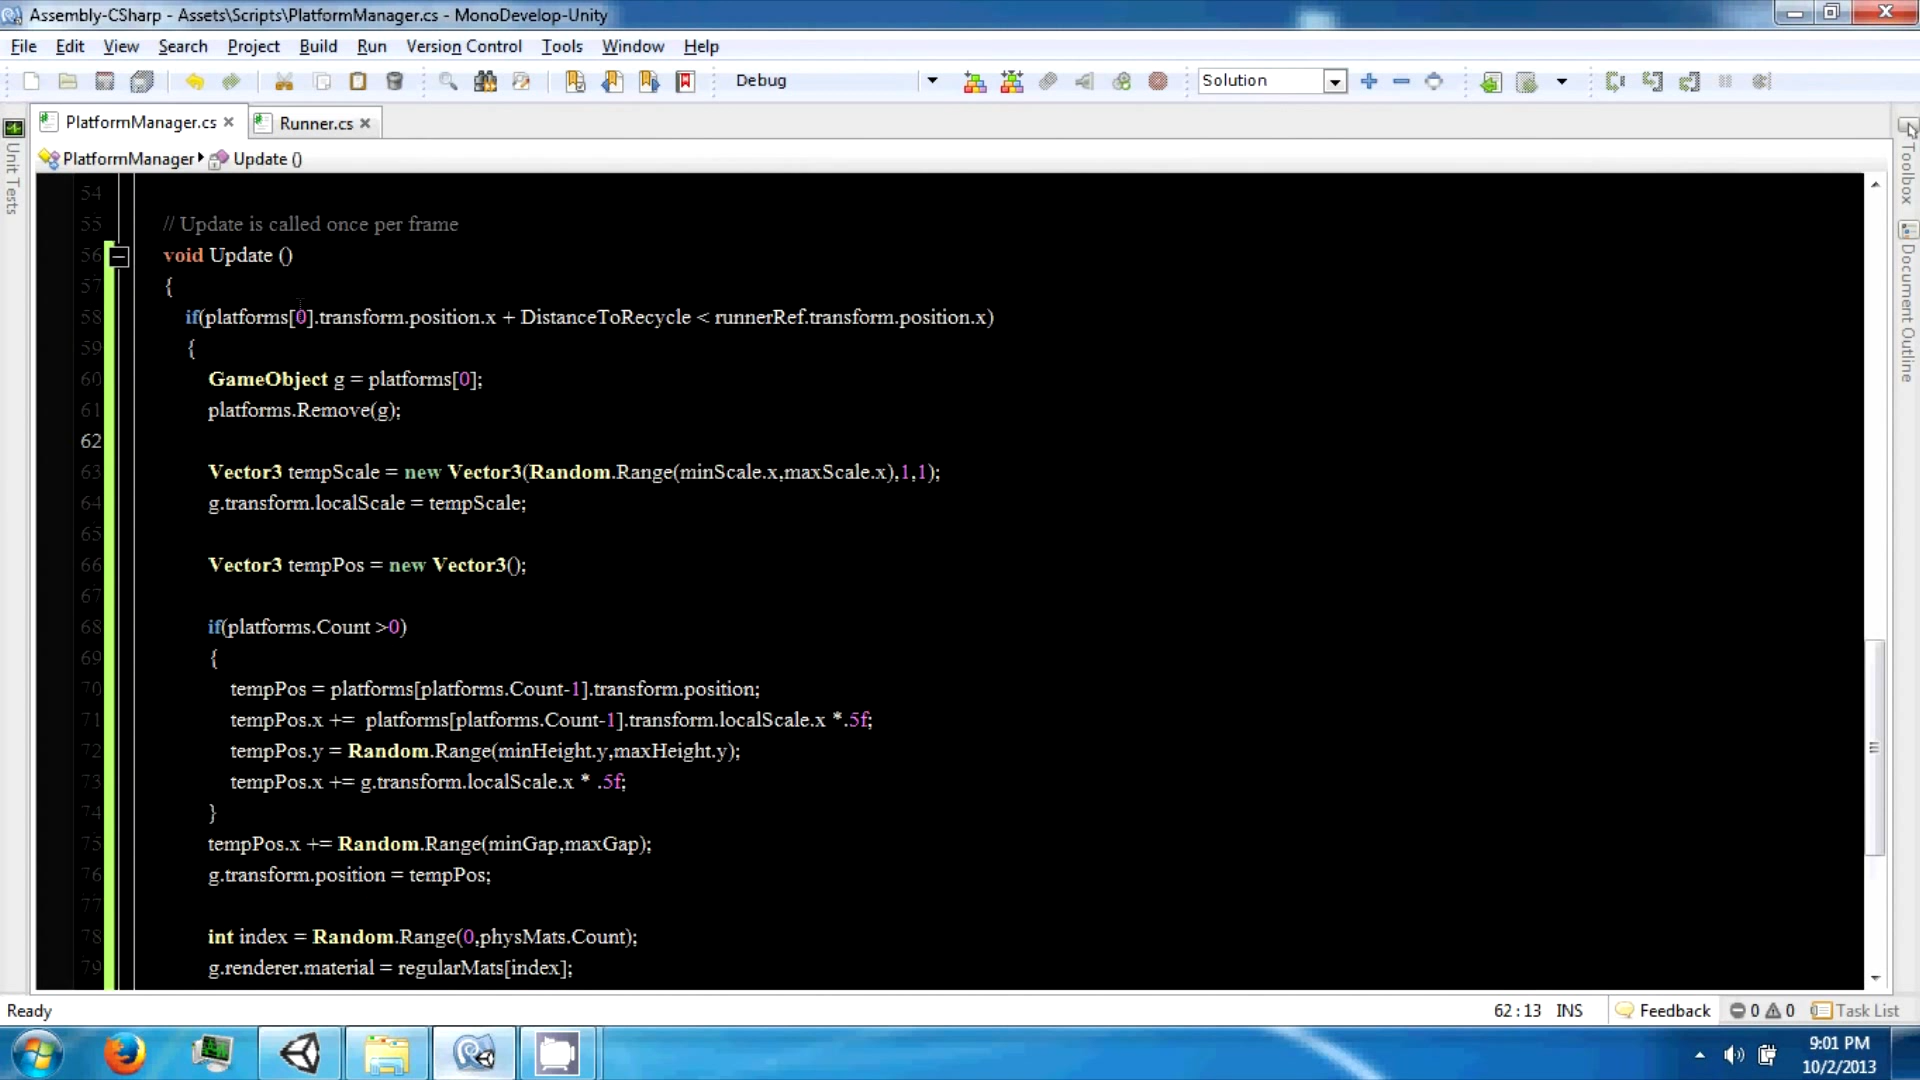 Assembly-CSharp - Assets\Scripts\PlatformManager.cs - MonoDevelop-Unity
File Edit View Search Project Build Run Version Control Tools Window Help
Debug Solution
PlatformManager.cs Runner.cs
PlatformManager Update ()
Unit Tests
Toolbox
Document Outline
54
55 // Update is called once per frame
56 void Update ()
57 {
58 if(platforms[0].transform.position.x + DistanceToRecycle < runnerRef.transform.position.x)
59 {
60 GameObject g = platforms[0];
61 platforms.Remove(g);
62
63 Vector3 tempScale = new Vector3(Random.Range(minScale.x,maxScale.x),1,1);
64 g.transform.localScale = tempScale;
65
66 Vector3 tempPos = new Vector3();
67
68 if(platforms.Count >0)
69 {
70 tempPos = platforms[platforms.Count-1].transform.position;
71 tempPos.x +=  platforms[platforms.Count-1].transform.localScale.x *.5f;
72 tempPos.y = Random.Range(minHeight.y,maxHeight.y);
73 tempPos.x += g.transform.localScale.x * .5f;
74 }
75 tempPos.x += Random.Range(minGap,maxGap);
76 g.transform.position = tempPos;
77
78 int index = Random.Range(0,physMats.Count);
79 g.renderer.material = regularMats[index];
Ready 62 : 13 INS Feedback 0 0 Task List
9:01 PM
10/2/2013